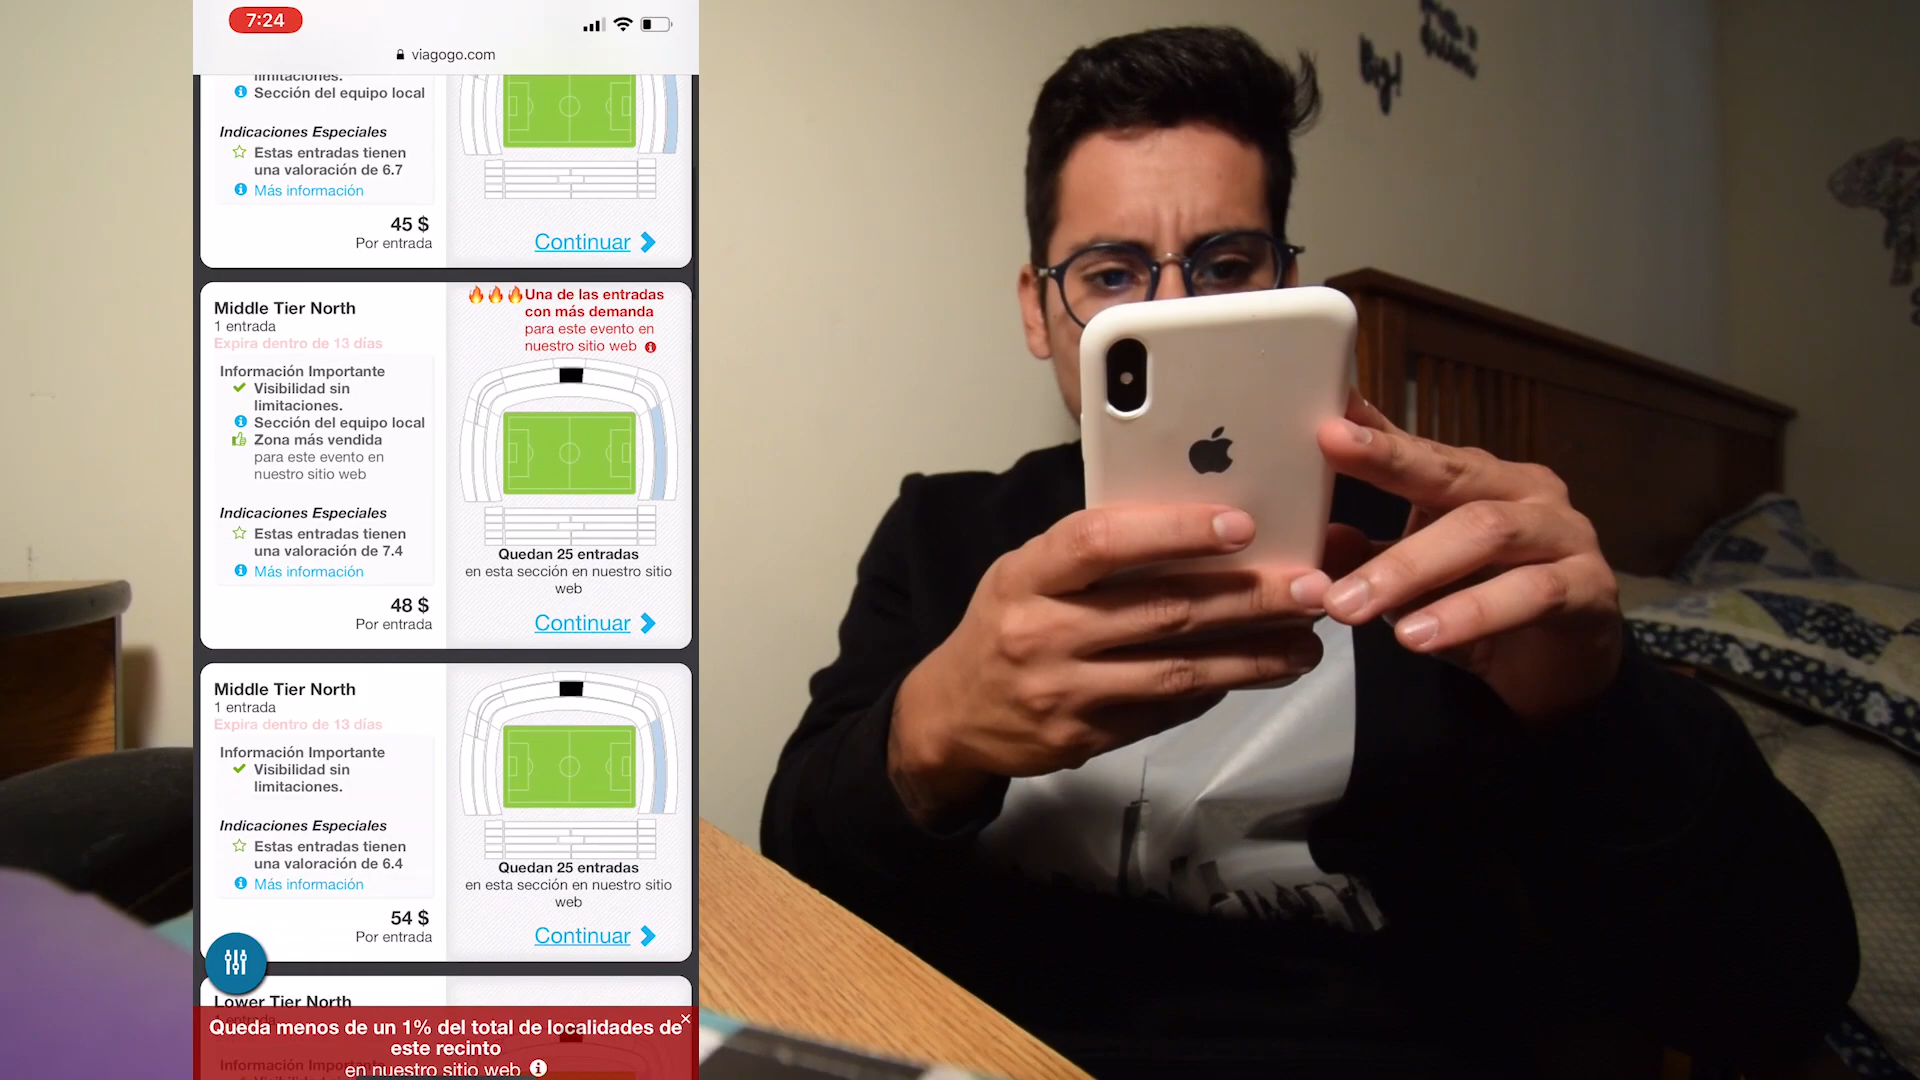 7:24
viagogo.com
limitaciones.
Sección del equipo local
Indicaciones Especiales
Estas entradas tienen
una valoración de 6.7
Más información
45 $
Por entrada
Continuar
Middle Tier North
1 entrada
Expira dentro de 13 días
Información Importante
Visibilidad sin
limitaciones.
Sección del equipo local
Zona más vendida
para este evento en
nuestro sitio web
Indicaciones Especiales
Estas entradas tienen
una valoración de 7.4
Más información
48 $
Por entrada
Una de las entradas
con más demanda
para este evento en
nuestro sitio web
Quedan 25 entradas
en esta sección en nuestro sitio
web
Continuar
Middle Tier North
1 entrada
Expira dentro de 13 días
Información Importante
Visibilidad sin
limitaciones.
Indicaciones Especiales
Estas entradas tienen
una valoración de 6.4
Más información
54 $
Por entrada
Quedan 25 entradas
en esta sección en nuestro sitio
web
Continuar
Lower Tier North
1 entrada
Información Importante
Queda menos de un 1% del total de localidades de
este recinto
en nuestro sitio web